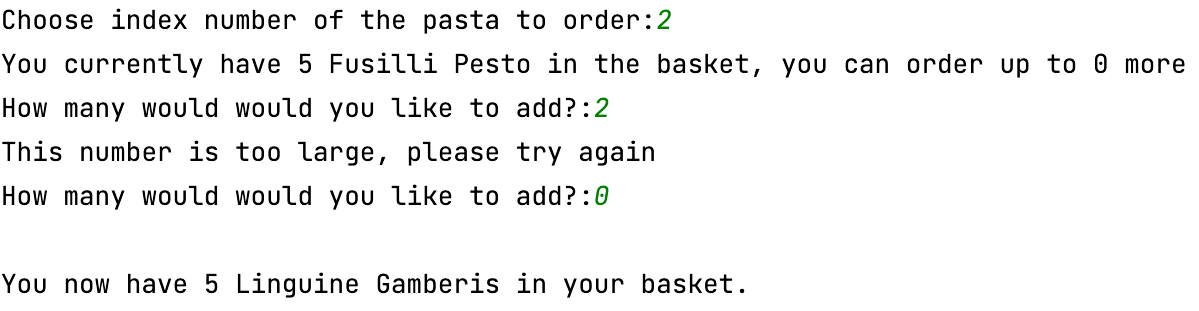 Choose index number of the pasta to order:2
You currently have 5 Fusilli Pesto in the basket, you can order up to 0 more
How many would would you like to add?:2
This number is too large, please try again
How many would would you like to add?:0
You now have 5 Linguine Gamberis in your basket.